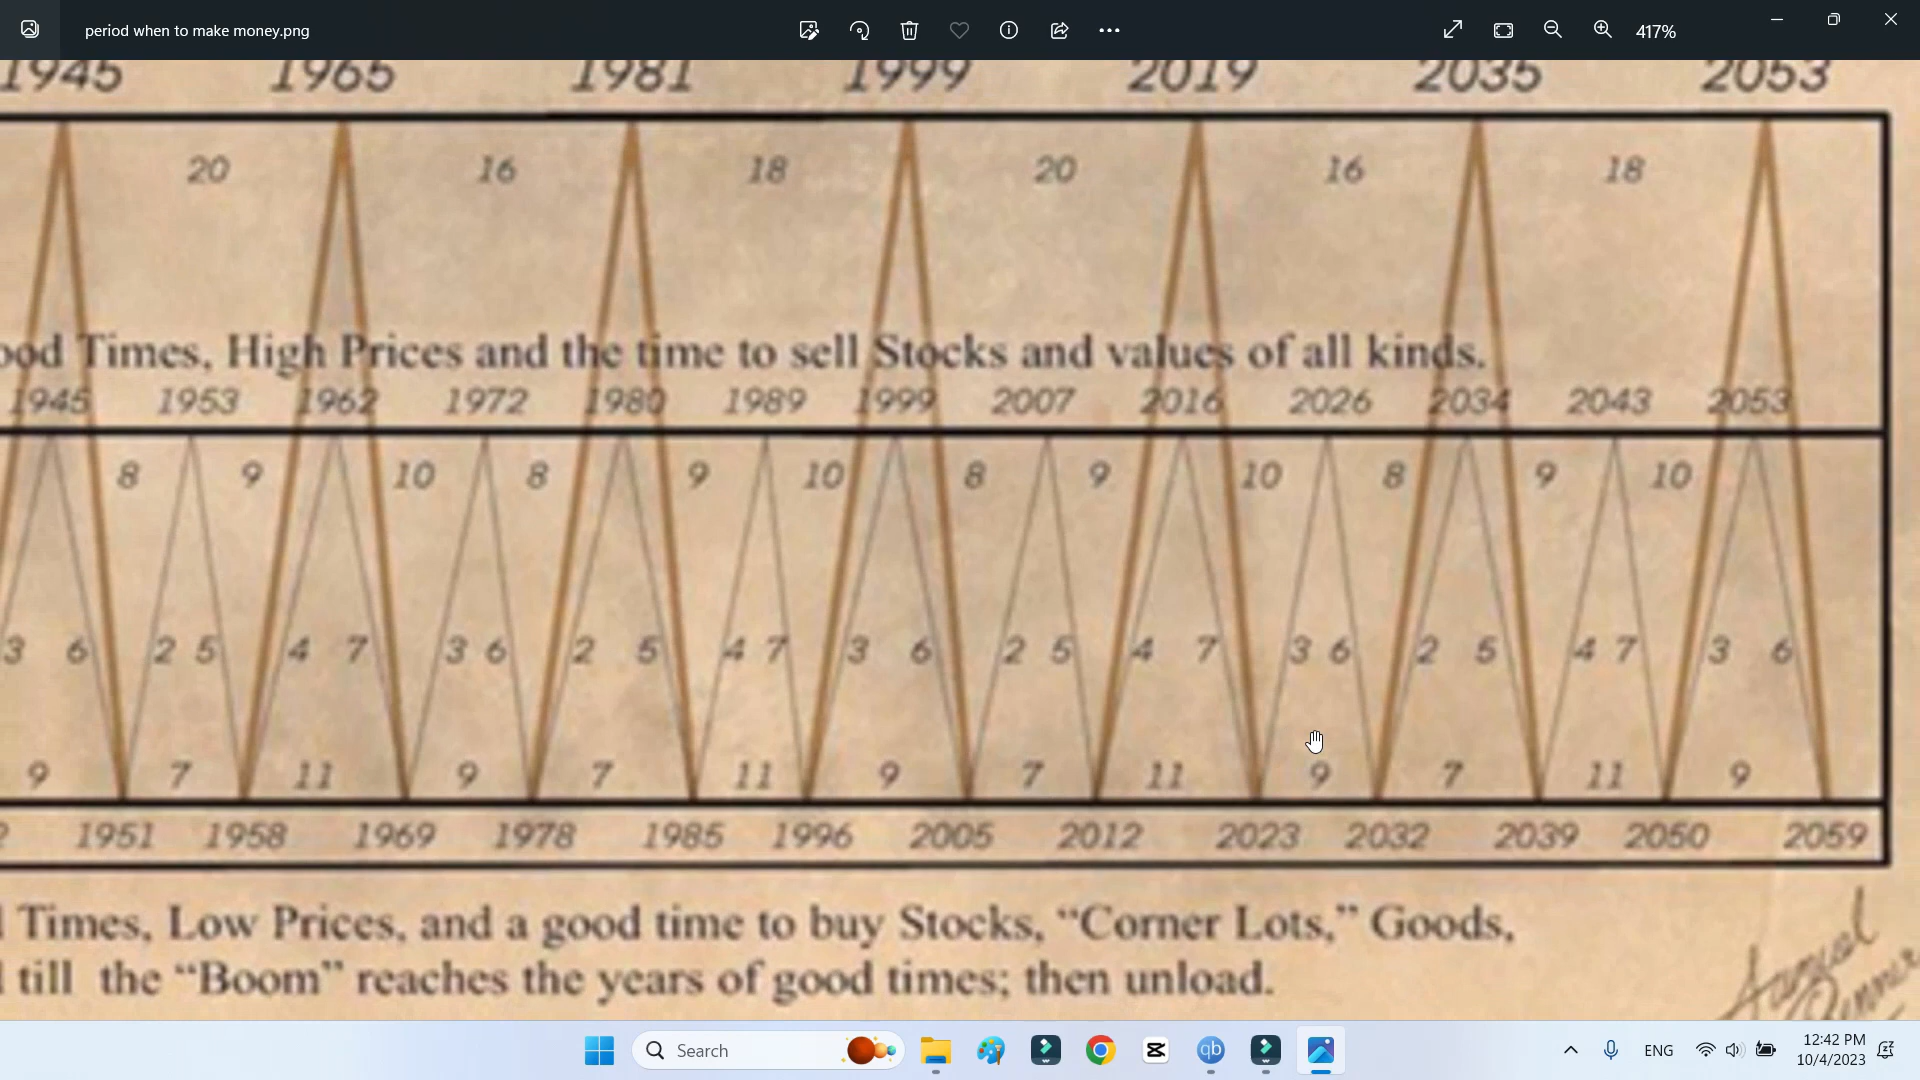 period when to make money.png
417%
1945 1965 1981 1999 2019 2035 2053
20 16 18 20 16 18
ood Times, High Prices and the time to sell Stocks and values of all kinds.
1945 1953 1962 1972 1980 1989 1999 2007 2016 2026 2034 2043 2053
8 9 10 8 9 10 8 9 10 8 9 10
3 6 2 5 4 7 3 6 2 5 4 7 3 6 2 5 4 7 3 6 2 5 4 7 3 6
9 7 11 9 7 11 9 7 11 9 7 11 9
1951 1958 1969 1978 1985 1996 2005 2012 2023 2032 2039 2050 2059
Times, Low Prices, and a good time to buy Stocks, “Corner Lots,” Goods,
till the “Boom” reaches the years of good times; then unload.
Samuel
Search
qb
ENG
12:42 PM
10/4/2023